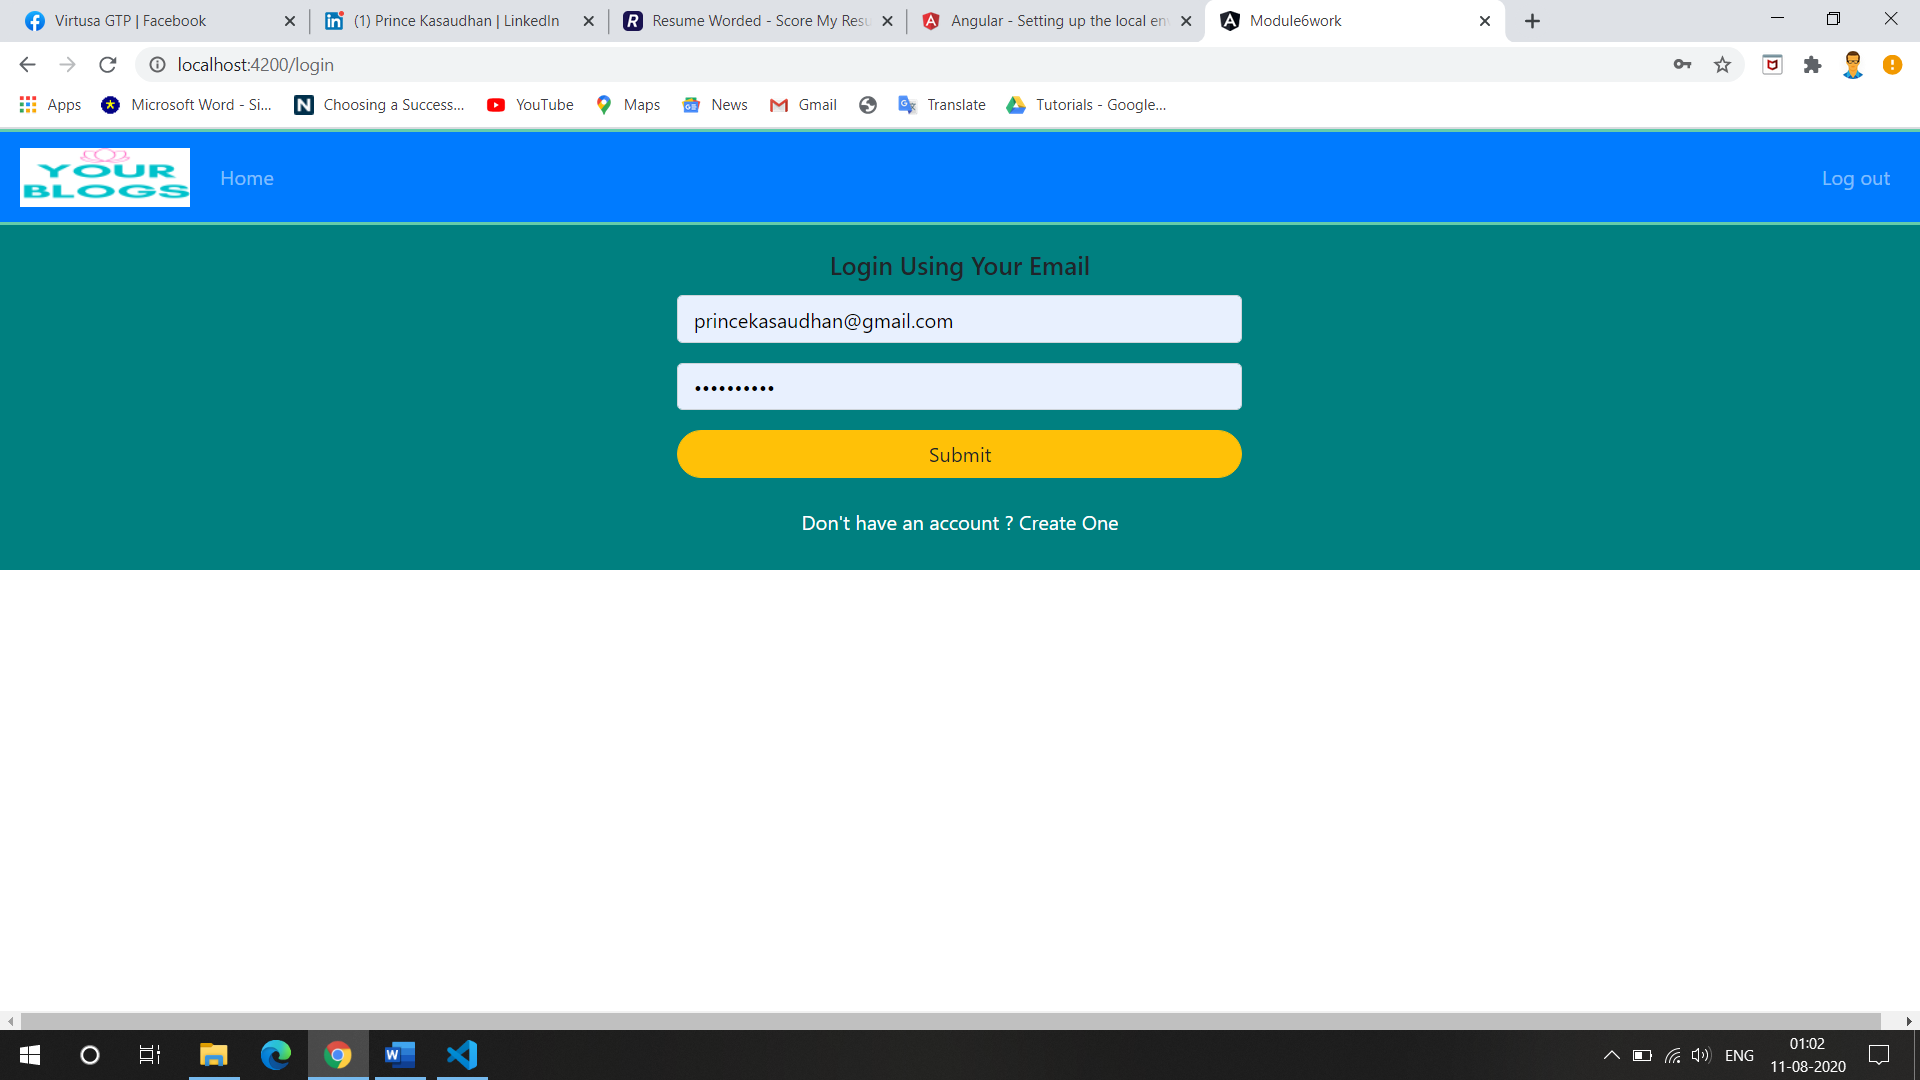 Virtusa GTP | Facebook
(1) Prince Kasaudhan | LinkedIn
Resume Worded - Score My Resu
Angular - Setting up the local en
Module6work
localhost:4200/login
Apps
Microsoft Word - Si...
Choosing a Success...
YouTube
Maps
News
Gmail
Translate
Tutorials - Google...
YOUR
BLOGS
Home
Log out
Login Using Your Email
princekasaudhan@gmail.com
••••••••••
Submit
Don't have an account ? Create One
ENG
01:02
11-08-2020